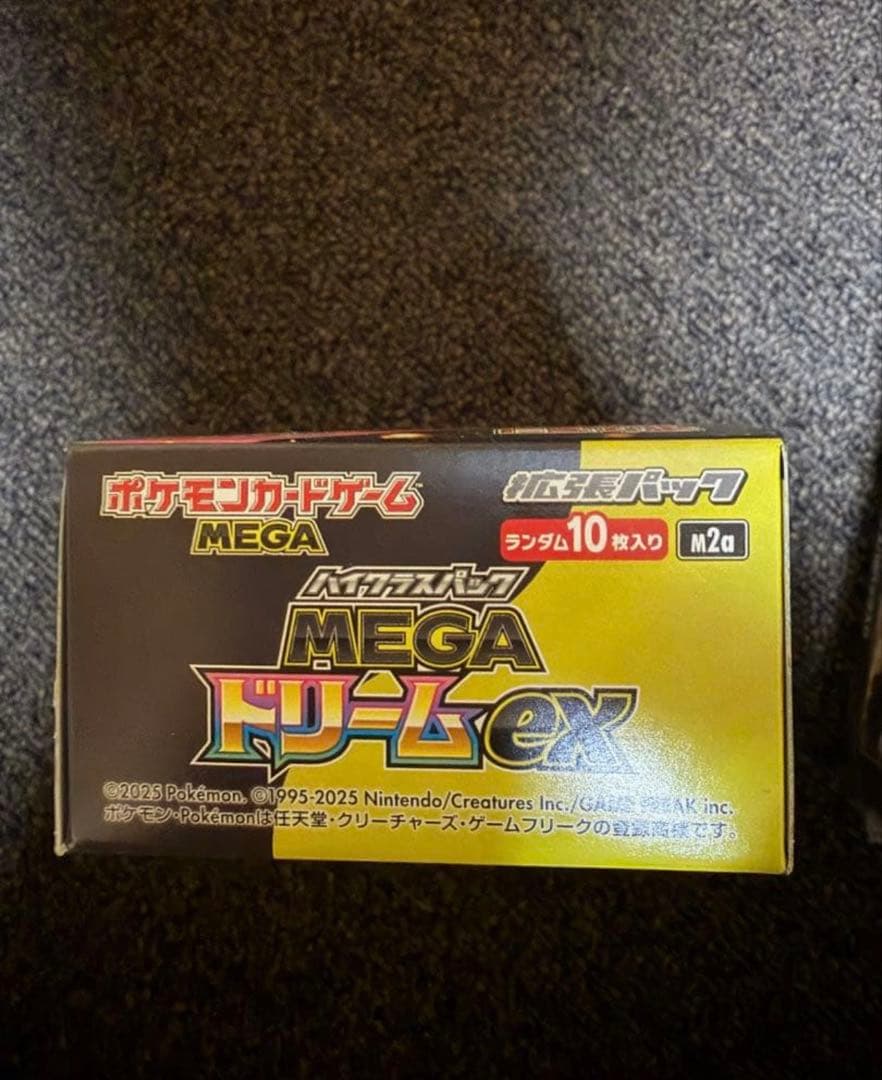 ポケモンカードゲーム 拡張パック
MEGA ランダム10枚入り M2a
ハイクラスパック
MEGA
ドリームex
©2025 Pokémon. ©1995-2025 Nintendo/Creatures Inc./GAME FREAK inc.
ポケモン・Pokémonは任天堂・クリーチャーズ・ゲームフリークの登録商標です。